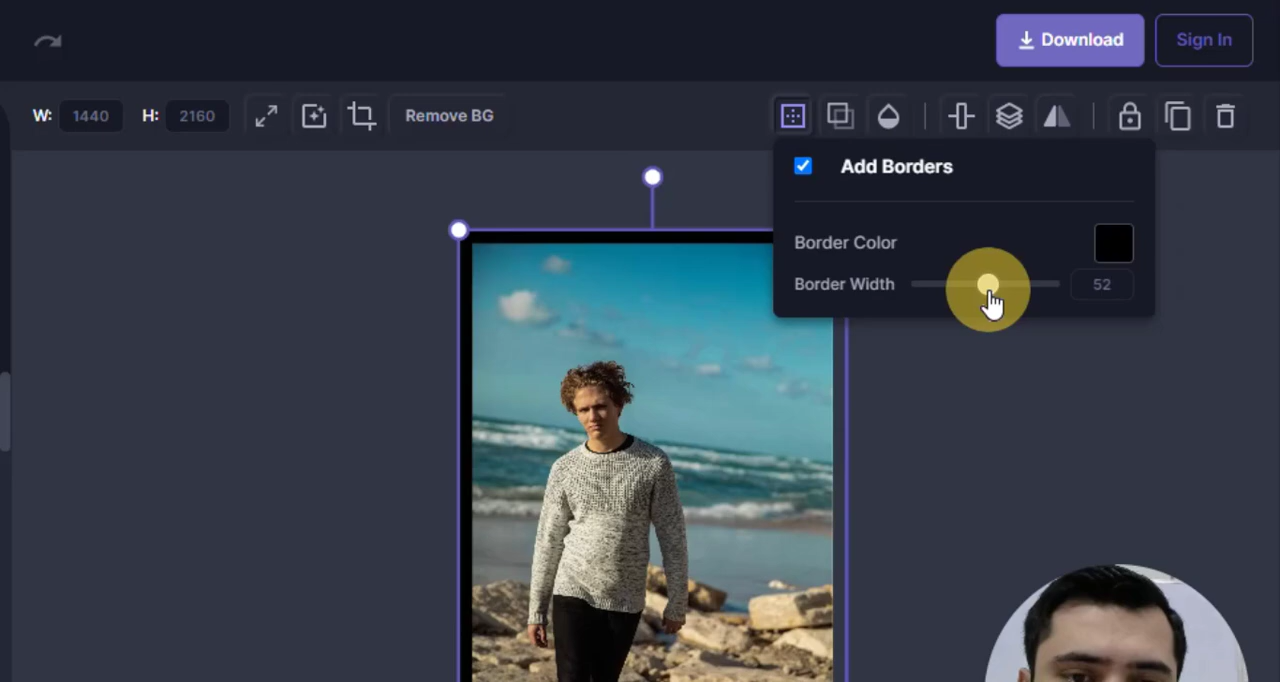 Download
Sign In
W: 1440 H: 2160 Remove BG
Add Borders
Border Color
Border Width 52